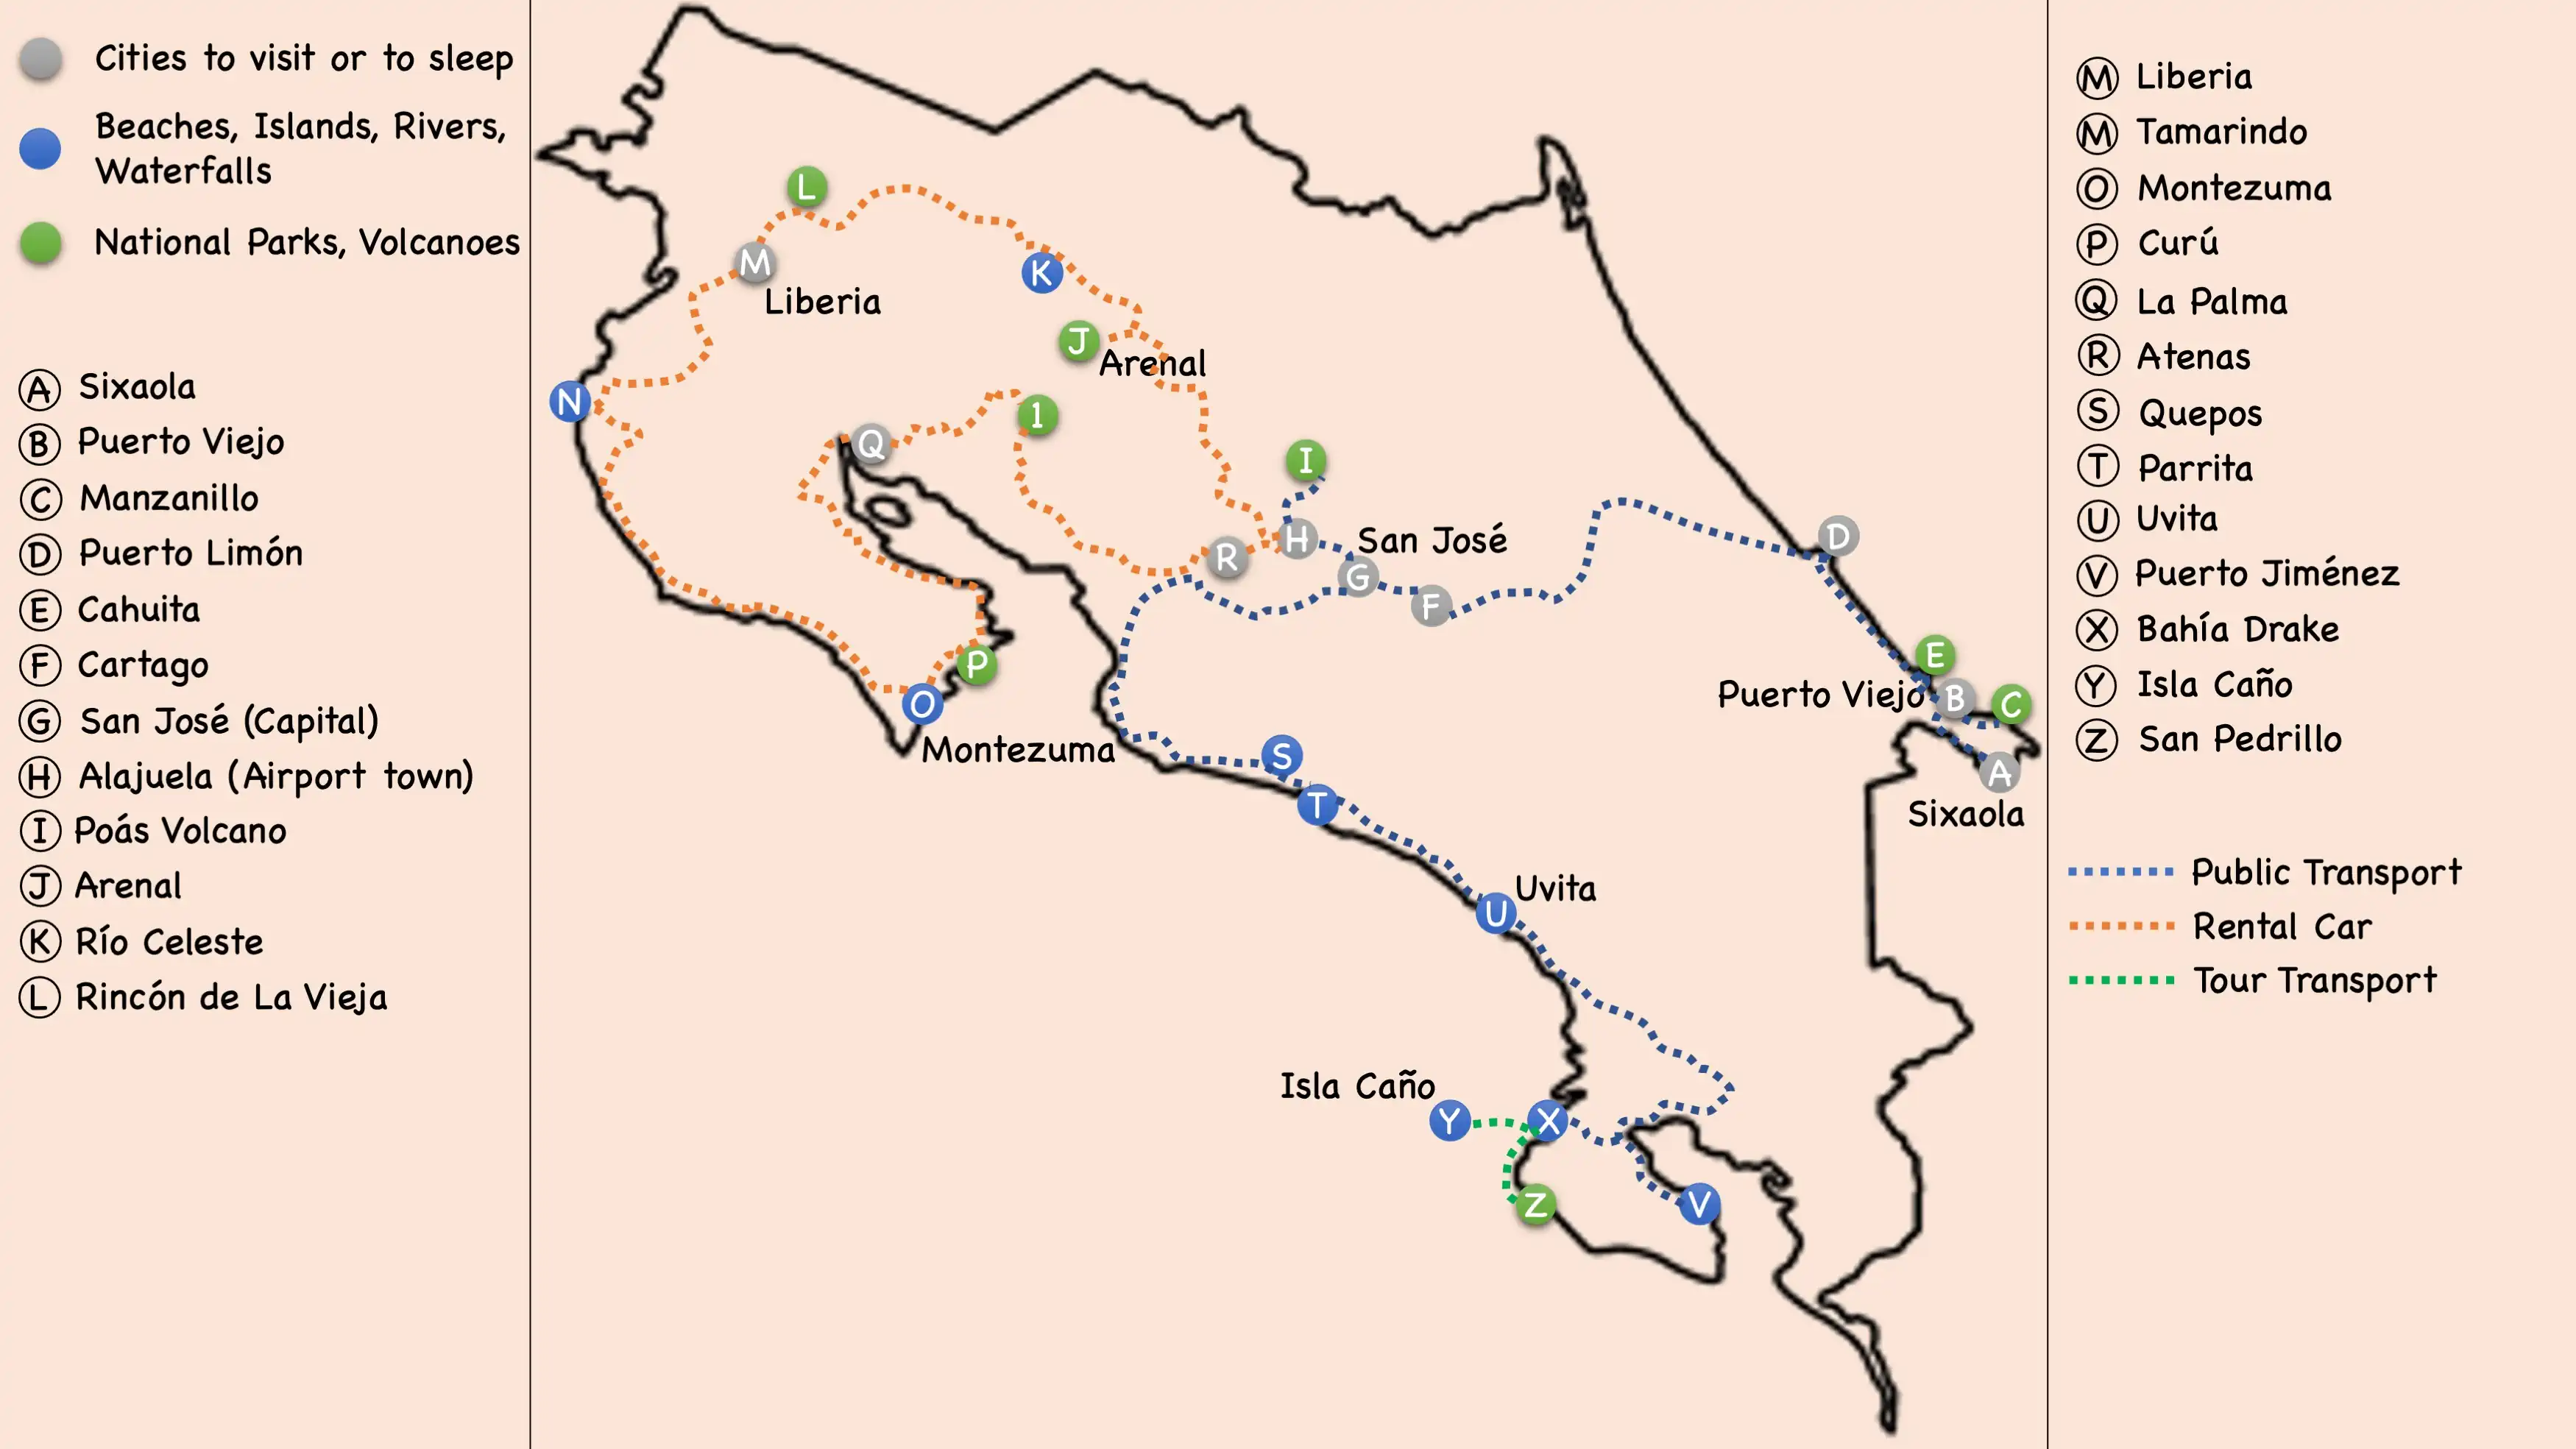 Cities to visit or to sleep
Beaches, Islands, Rivers,
Waterfalls
National Parks, Volcanoes
A Sixaola
B Puerto Viejo
C Manzanillo
D Puerto Limón
E Cahuita
F Cartago
G San José (Capital)
H Alajuela (Airport town)
I Poás Volcano
J Arenal
K Río Celeste
L Rincón de La Vieja
L
M
Liberia
K
J
Arenal
N
1
Q
I
H
San José
R
G
F
D
E
P
Puerto Viejo
B
C
O
Montezuma
S
A
T
Sixaola
Uvita
U
Isla Caño
Y
X
Z
V
M Liberia
M Tamarindo
O Montezuma
P Curú
Q La Palma
R Atenas
S Quepos
T Parrita
U Uvita
V Puerto Jiménez
X Bahía Drake
Y Isla Caño
Z San Pedrillo
Public Transport
Rental Car
Tour Transport